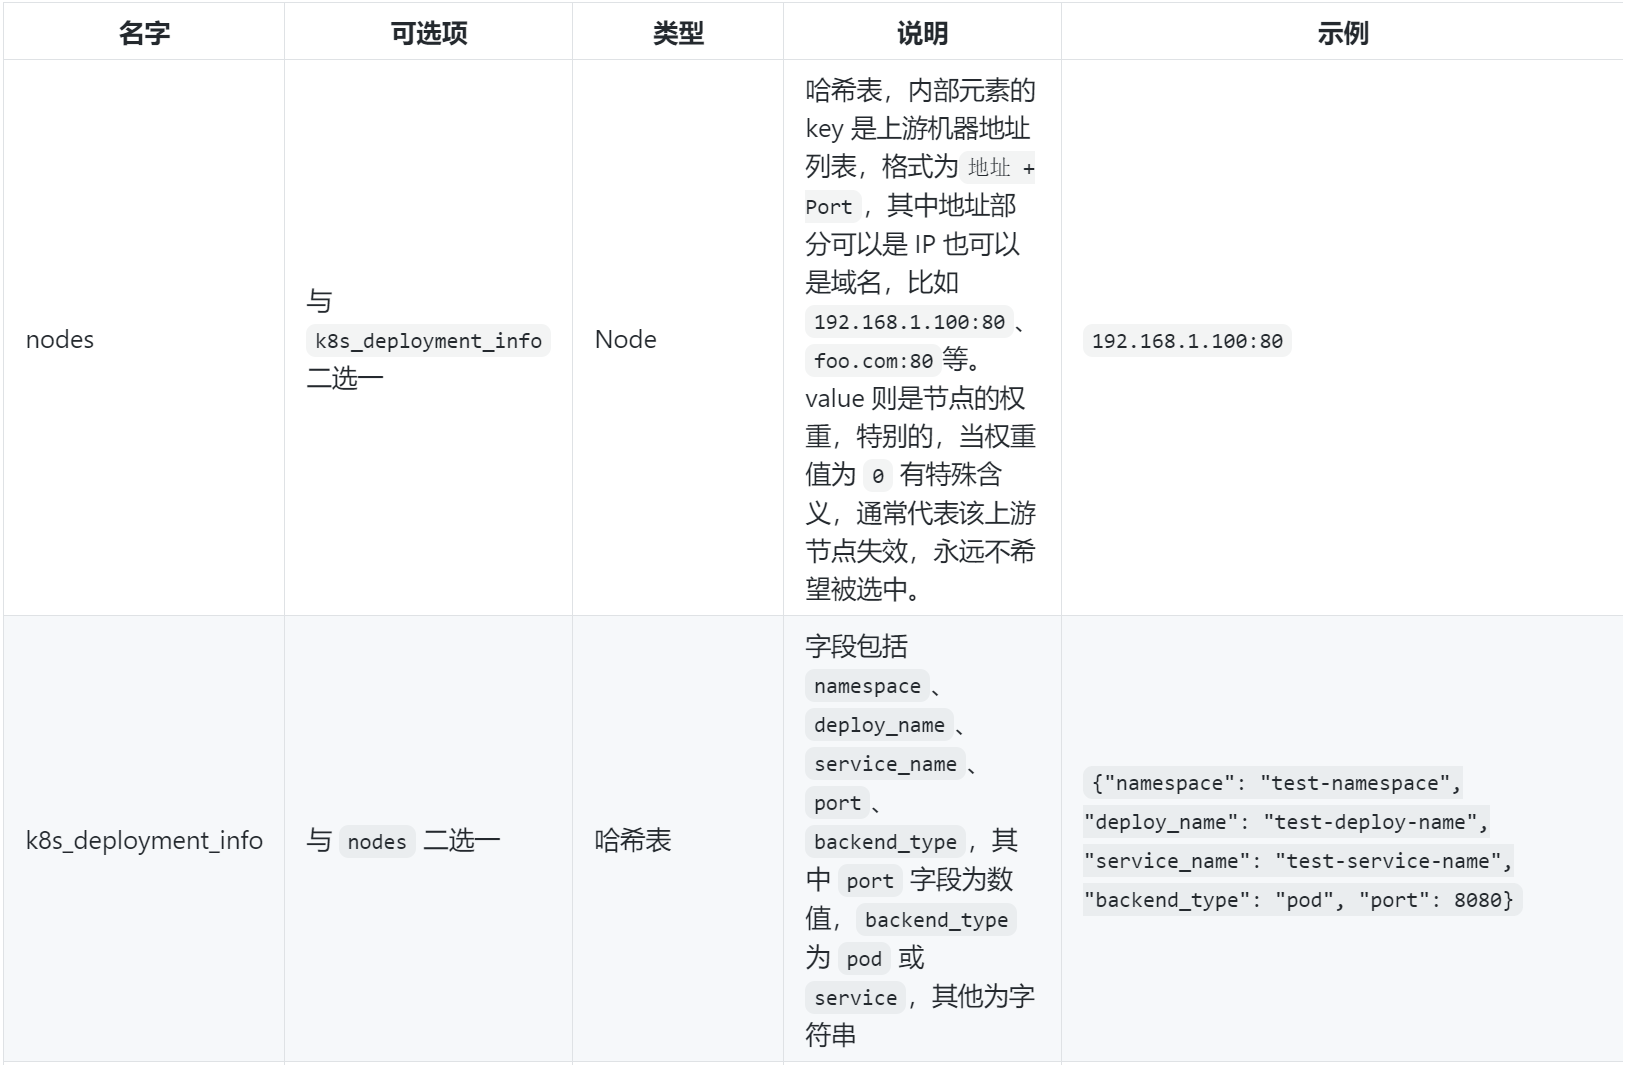 名字 可选项 类型 说明 示例
nodes
与
k8s_deployment_info
二选一
Node
哈希表，内部元素的
key 是上游机器地址
列表，格式为 地址 +
Port ，其中地址部
分可以是 IP 也可以
是域名，比如
192.168.1.100:80 、
foo.com:80 等。
value 则是节点的权
重，特别的，当权重
值为 0 有特殊含
义，通常代表该上游
节点失效，永远不希
望被选中。
192.168.1.100:80
k8s_deployment_info
与 nodes 二选一
哈希表
字段包括
namespace 、
deploy_name 、
service_name 、
port 、
backend_type ，其
中 port 字段为数
值， backend_type
为 pod 或
service ，其他为字
符串
{"namespace": "test-namespace",
"deploy_name": "test-deploy-name",
"service_name": "test-service-name",
"backend_type": "pod", "port": 8080}